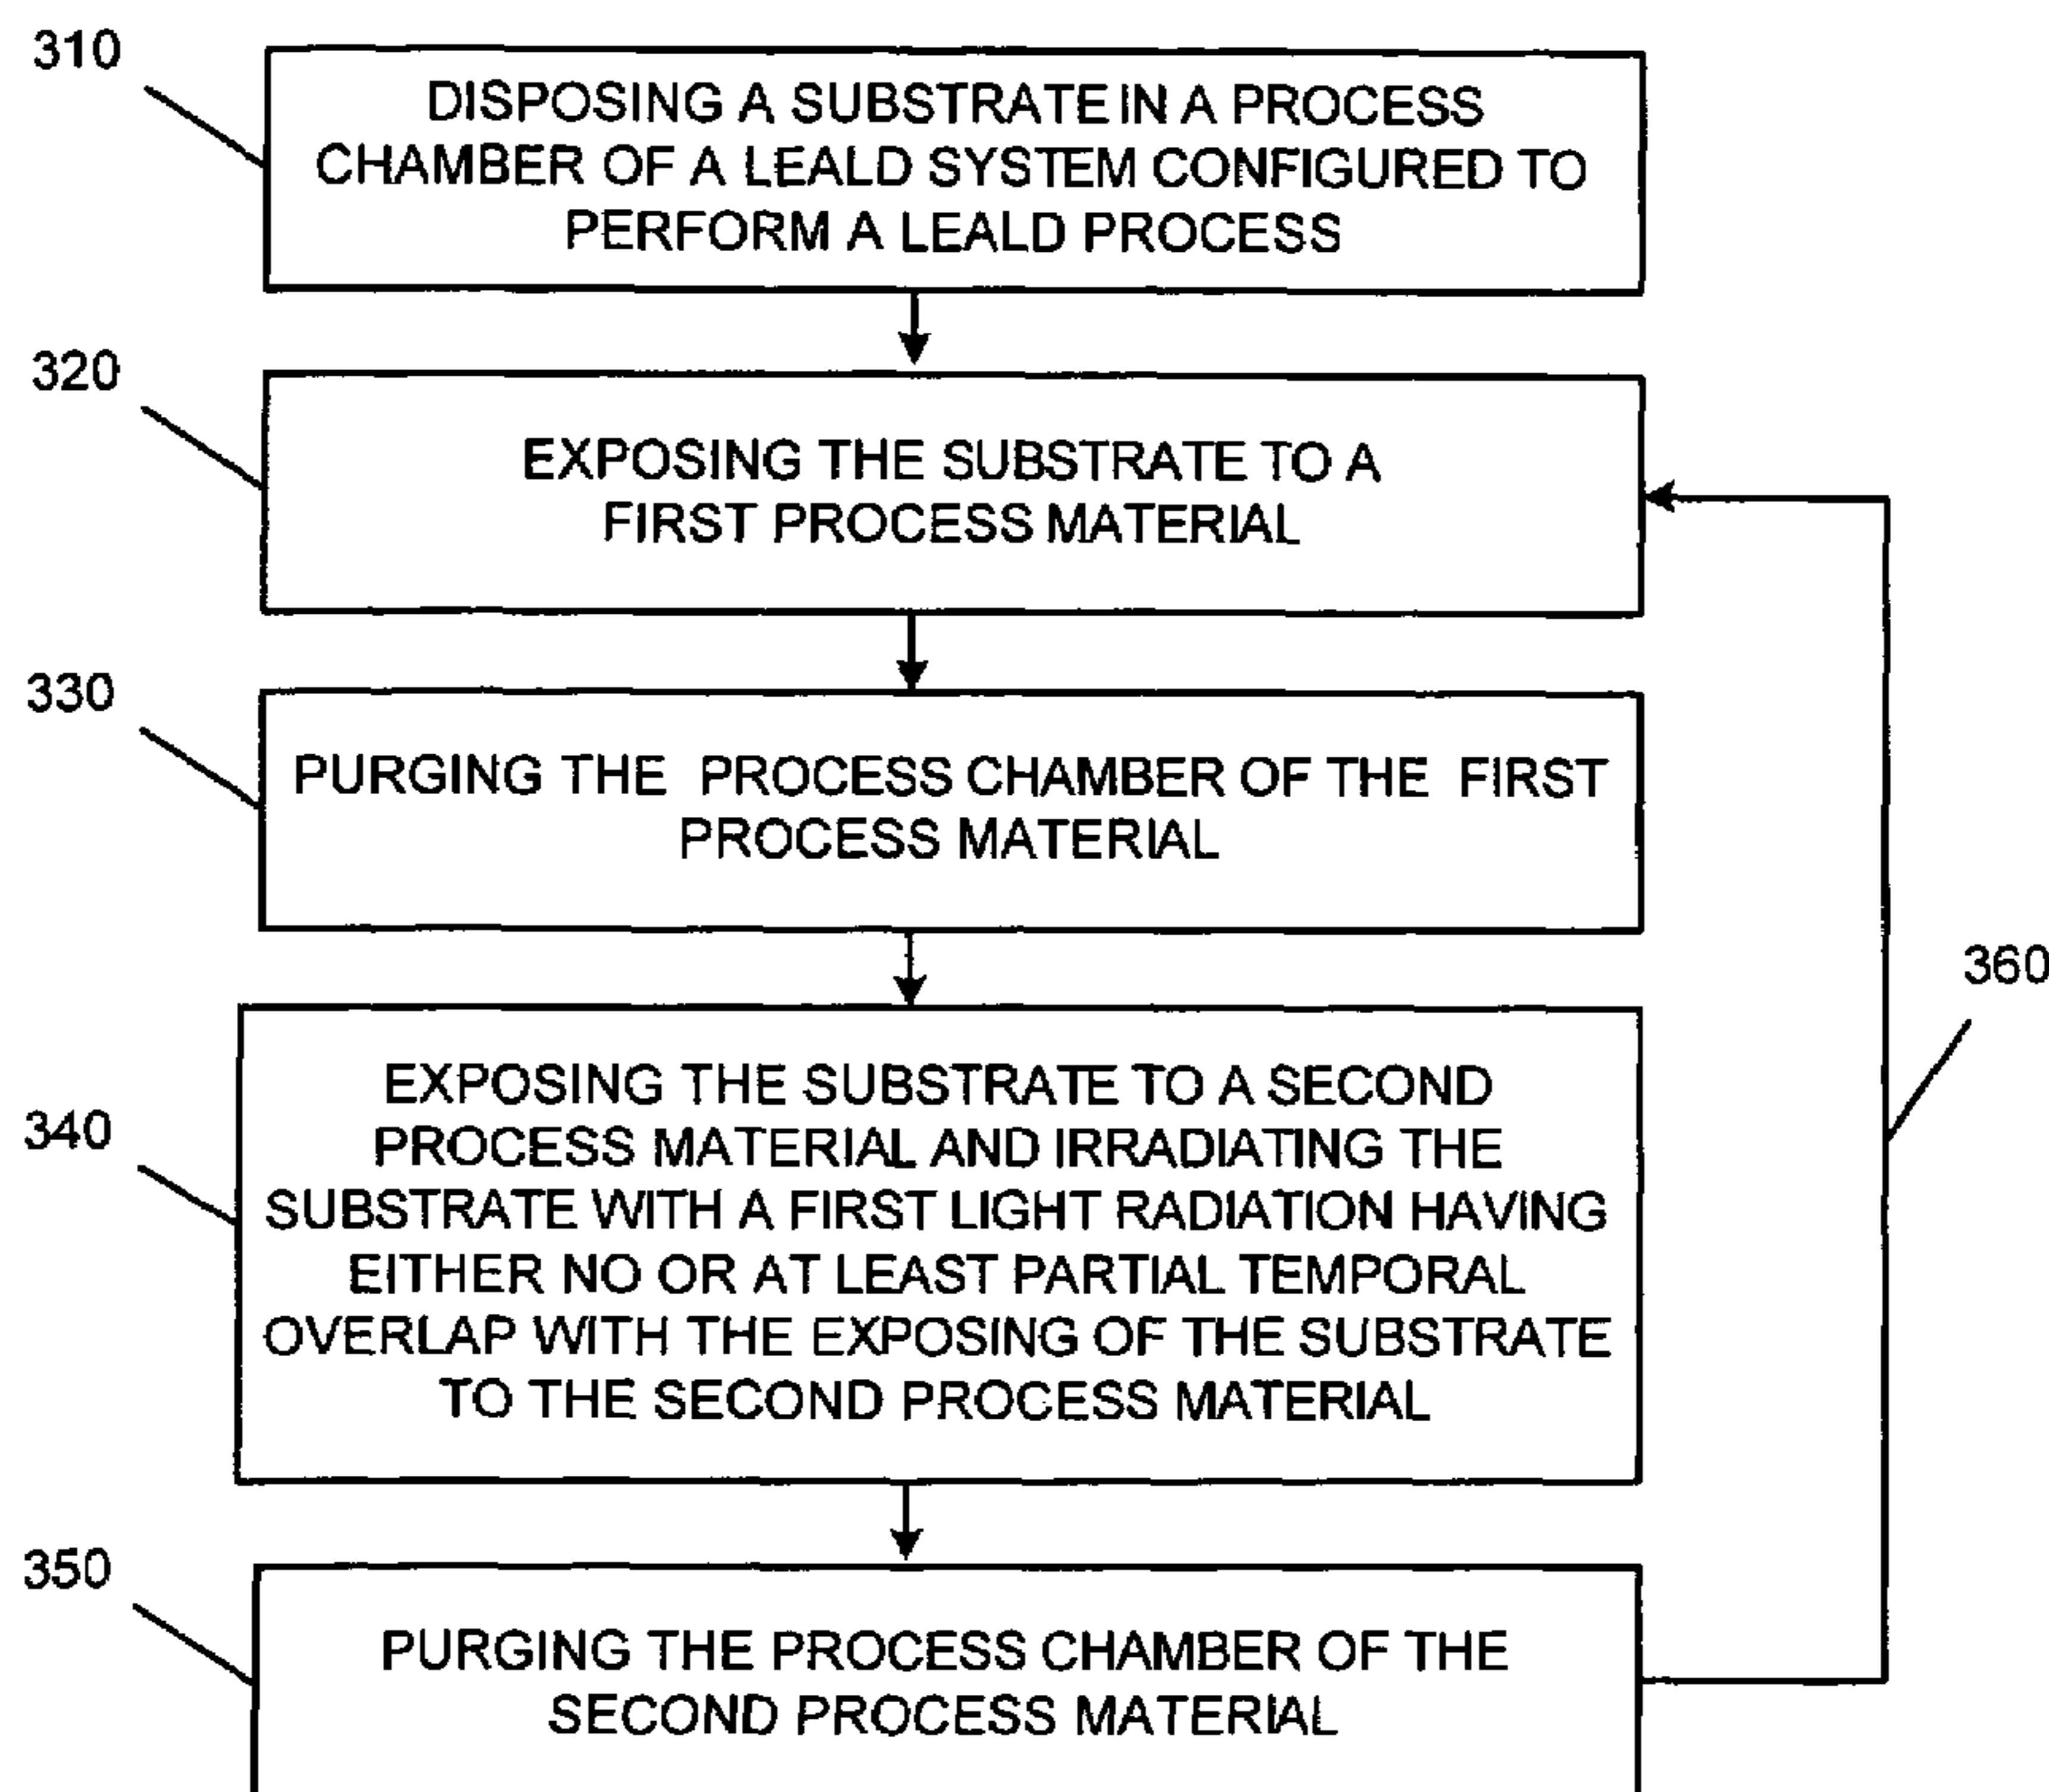 310
DISPOSING A SUBSTRATE IN A PROCESS
CHAMBER OF A LEALD SYSTEM CONFIGURED TO
PERFORM A LEALD PROCESS
320
EXPOSING THE SUBSTRATE TO A
FIRST PROCESS MATERIAL
330
PURGING THE PROCESS CHAMBER OF THE FIRST
PROCESS MATERIAL
360
340
EXPOSING THE SUBSTRATE TO A SECOND
PROCESS MATERIAL AND IRRADIATING THE
SUBSTRATE WITH A FIRST LIGHT RADIATION HAVING
EITHER NO OR AT LEAST PARTIAL TEMPORAL
OVERLAP WITH THE EXPOSING OF THE SUBSTRATE
TO THE SECOND PROCESS MATERIAL
350
PURGING THE PROCESS CHAMBER OF THE
SECOND PROCESS MATERIAL